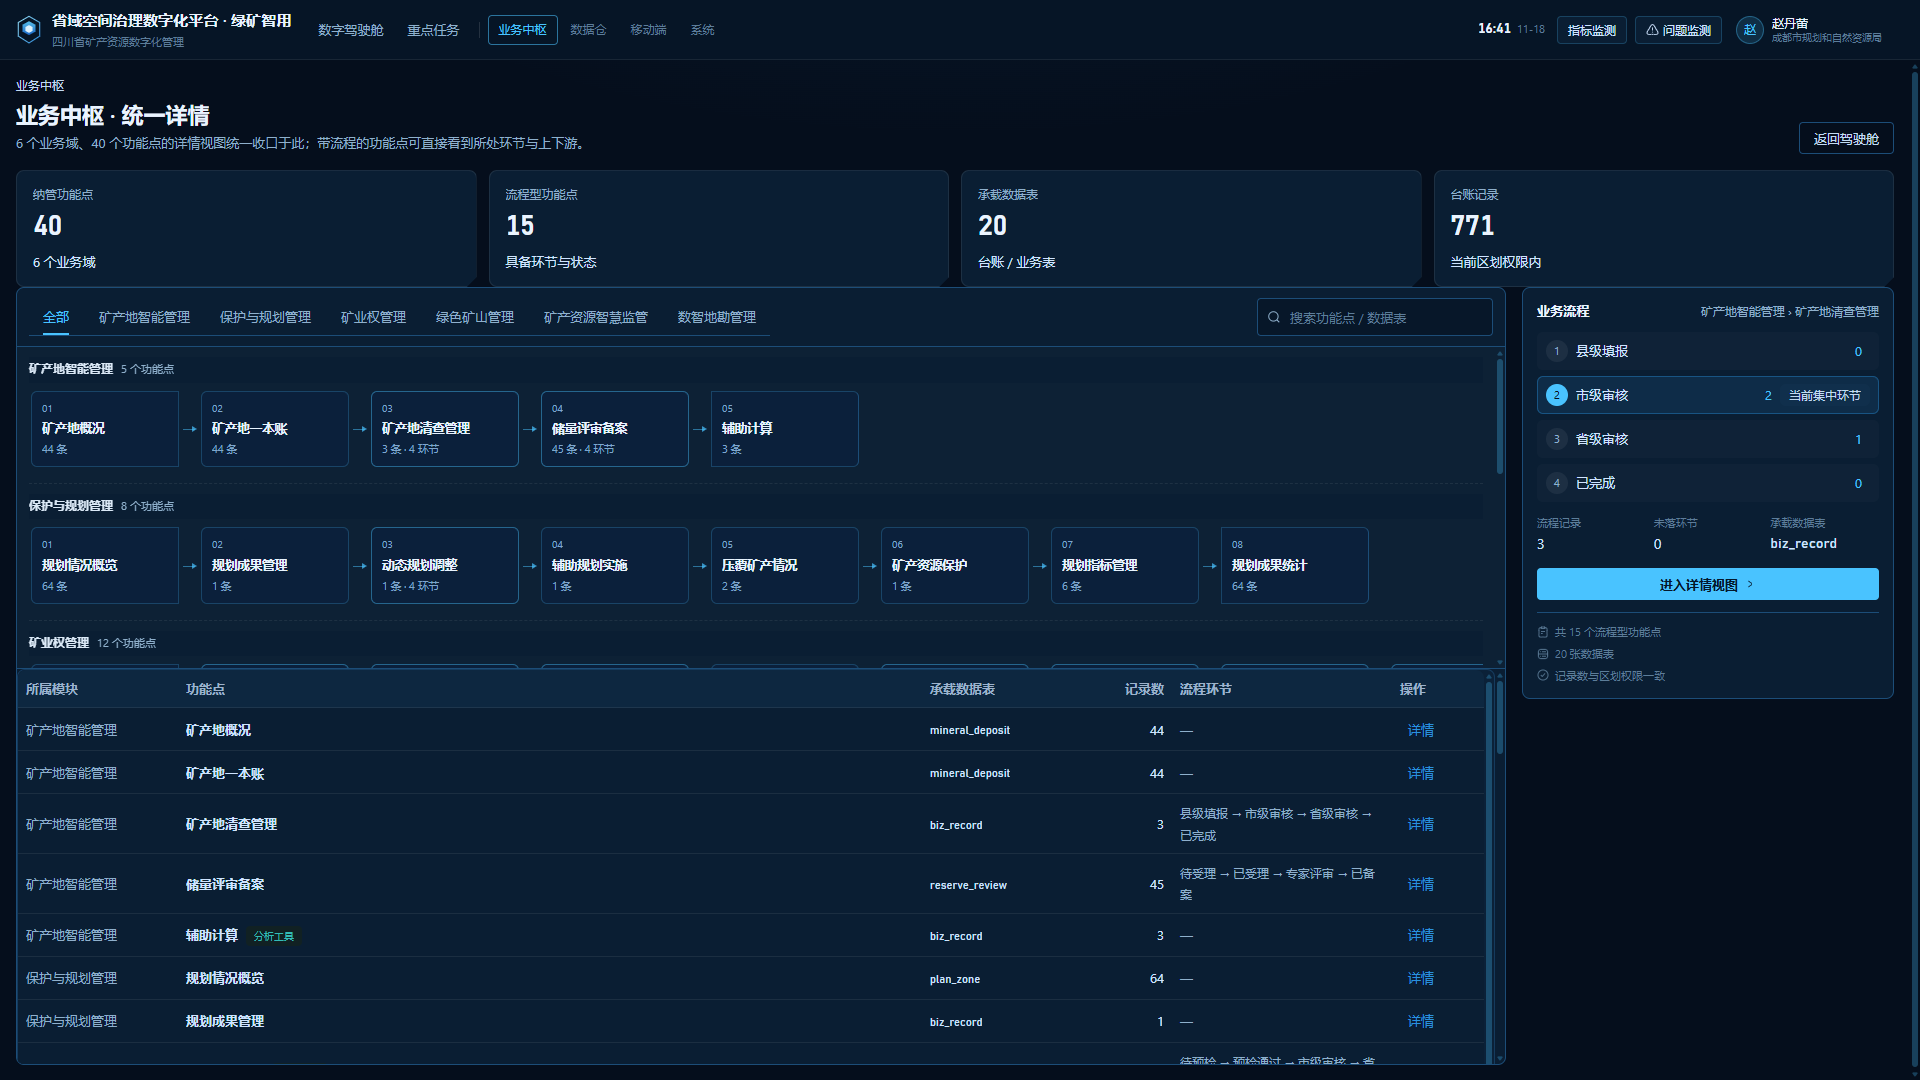 省域空间治理数字化平台 · 绿矿智用
四川省矿产资源数字化管理
数字驾驶舱 重点任务 业务中枢 数据仓 移动端 系统
16:41 11-18 指标监测 问题监测 赵 赵丹蕾
成都市规划和自然资源局
业务中枢
业务中枢 · 统一详情
6 个业务域、40 个功能点的详情视图统一收口于此；带流程的功能点可直接看到所处环节与上下游。
返回驾驶舱
纳管功能点
40
6 个业务域
流程型功能点
15
具备环节与状态
承载数据表
20
台账 / 业务表
台账记录
771
当前区划权限内
全部 矿产地智能管理 保护与规划管理 矿业权管理 绿色矿山管理 矿产资源智慧监管 数智地勘管理
搜索功能点 / 数据表
矿产地智能管理 5 个功能点
01
矿产地概况
44 条
02
矿产地一本账
44 条
03
矿产地清查管理
3 条 · 4 环节
04
储量评审备案
45 条 · 4 环节
05
辅助计算
3 条
保护与规划管理 8 个功能点
01
规划情况概览
64 条
02
规划成果管理
1 条
03
动态规划调整
1 条 · 4 环节
04
辅助规划实施
1 条
05
压覆矿产情况
2 条
06
矿产资源保护
1 条
07
规划指标管理
6 条
08
规划成果统计
64 条
矿业权管理 12 个功能点
所属模块 功能点 承载数据表 记录数 流程环节 操作
矿产地智能管理 矿产地概况 mineral_deposit 44 — 详情
矿产地智能管理 矿产地一本账 mineral_deposit 44 — 详情
矿产地智能管理 矿产地清查管理 biz_record 3 县级填报 → 市级审核 → 省级审核 → 已完成 详情
矿产地智能管理 储量评审备案 reserve_review 45 待受理 → 已受理 → 专家评审 → 已备案 详情
矿产地智能管理 辅助计算 分析工具 biz_record 3 — 详情
保护与规划管理 规划情况概览 plan_zone 64 — 详情
保护与规划管理 规划成果管理 biz_record 1 — 详情
待预检 → 预检通过 → 市级审核 → 省
业务流程 矿产地智能管理 › 矿产地清查管理
1 县级填报 0
2 市级审核 2 当前集中环节
3 省级审核 1
4 已完成 0
流程记录 未落环节 承载数据表
3 0 biz_record
进入详情视图 ›
共 15 个流程型功能点
20 张数据表
记录数与区划权限一致